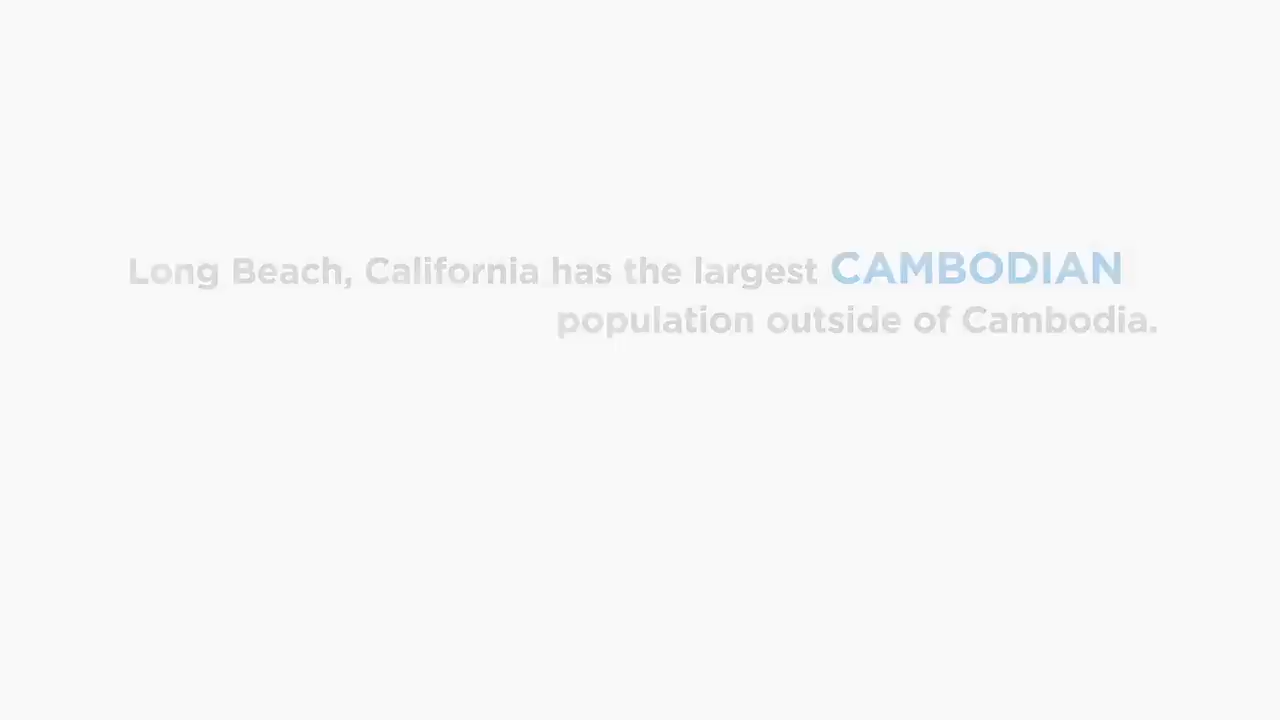 Long Beach, California has the largest CAMBODIAN
population outside of Cambodia.